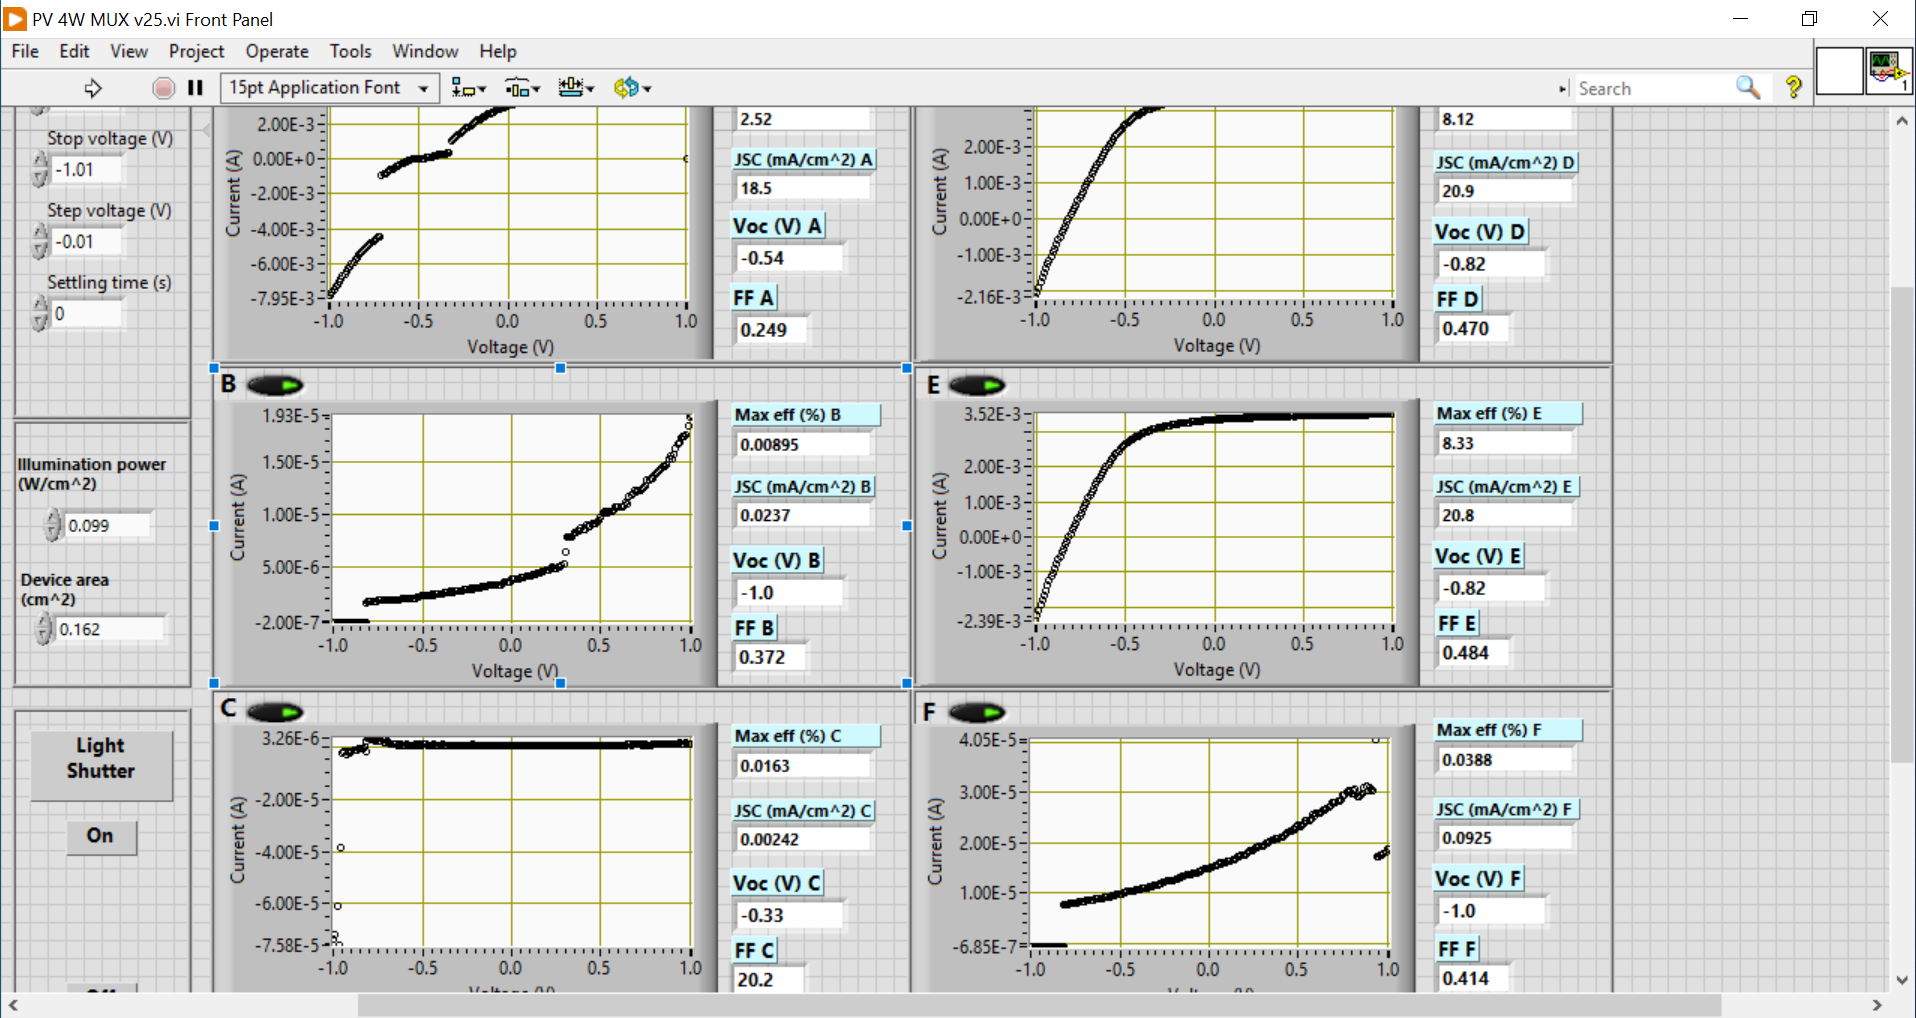 PV 4W MUX v25.vi Front Panel
File Edit View Project Operate Tools Window Help
15pt Application Font
Search
1
Stop voltage (V)
-1.01
Step voltage (V)
-0.01
Settling time (s)
0
Illumination power
(W/cm^2)
0.099
Device area
(cm^2)
0.162
Light
Shutter
On
Current (A)
2.00E-3
0.00E+0
-2.00E-3
-4.00E-3
-6.00E-3
-7.95E-3
-1.0 -0.5 0.0 0.5 1.0
Voltage (V)
2.52
JSC (mA/cm^2) A
18.5
Voc (V) A
-0.54
FF A
0.249
Current (A)
2.00E-3
1.00E-3
0.00E+0
-1.00E-3
-2.16E-3
-1.0 -0.5 0.0 0.5 1.0
Voltage (V)
8.12
JSC (mA/cm^2) D
20.9
Voc (V) D
-0.82
FF D
0.470
B
Current (A)
1.93E-5
1.50E-5
1.00E-5
5.00E-6
-2.00E-7
-1.0 -0.5 0.0 0.5 1.0
Voltage (V)
Max eff (%) B
0.00895
JSC (mA/cm^2) B
0.0237
Voc (V) B
-1.0
FF B
0.372
E
Current (A)
3.52E-3
2.00E-3
1.00E-3
0.00E+0
-1.00E-3
-2.39E-3
-1.0 -0.5 0.0 0.5 1.0
Voltage (V)
Max eff (%) E
8.33
JSC (mA/cm^2) E
20.8
Voc (V) E
-0.82
FF E
0.484
C
Current (A)
3.26E-6
-2.00E-5
-4.00E-5
-6.00E-5
-7.58E-5
-1.0 -0.5 0.0 0.5 1.0
Max eff (%) C
0.0163
JSC (mA/cm^2) C
0.00242
Voc (V) C
-0.33
FF C
20.2
F
Current (A)
4.05E-5
3.00E-5
2.00E-5
1.00E-5
-6.85E-7
-1.0 -0.5 0.0 0.5 1.0
Max eff (%) F
0.0388
JSC (mA/cm^2) F
0.0925
Voc (V) F
-1.0
FF F
0.414